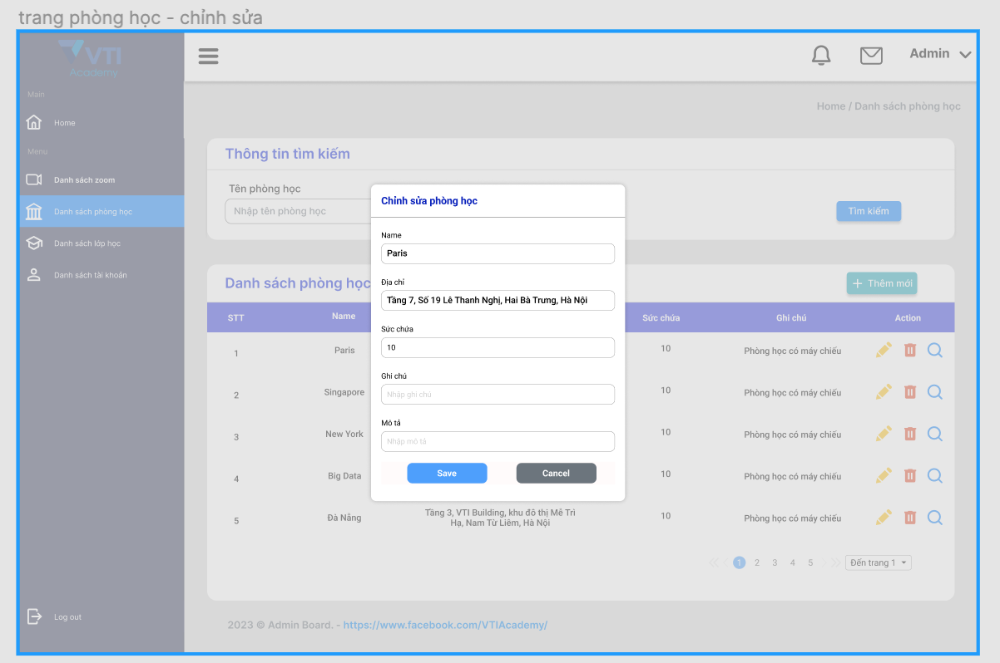 trang phòng học - chỉnh sửa
VTI
Academy
Admin
Main
Home / Danh sách phòng học
Home
Menu
Thông tin tìm kiếm
Danh sách zoom
Tên phòng học
Chỉnh sửa phòng học
Danh sách phòng học
Nhập tên phòng học
Tìm kiếm
Name
Danh sách lớp học
Paris
Danh sách tài khoản
Địa chỉ
Danh sách phòng học
Thêm mới
Tầng 7, Số 19 Lê Thanh Nghị, Hai Bà Trưng, Hà Nội
STT
Name
Sức chứa
Ghi chú
Action
Sức chứa
10
1
Paris
10
Phòng học có máy chiếu
Ghi chú
Nhập ghi chú
2
Singapore
10
Phòng học có máy chiếu
Mô tả
Nhập mô tả
3
New York
10
Phòng học có máy chiếu
Save
Cancel
4
Big Data
10
Phòng học có máy chiếu
5
Đà Nẵng
Tầng 3, VTI Building, khu đô thị Mễ Trì
Hạ, Nam Từ Liêm, Hà Nội
10
Phòng học có máy chiếu
1 2 3 4 5
Đến trang 1
Log out
2023 © Admin Board. - https://www.facebook.com/VTIAcademy/